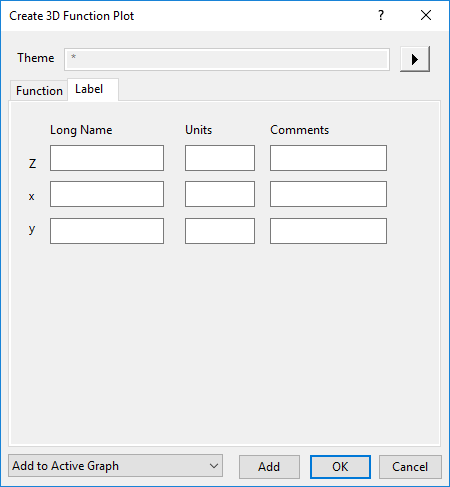 Create 3D Function Plot ?
Theme *
Function Label
Long Name Units Comments
Z
x
y
Add to Active Graph Add OK Cancel